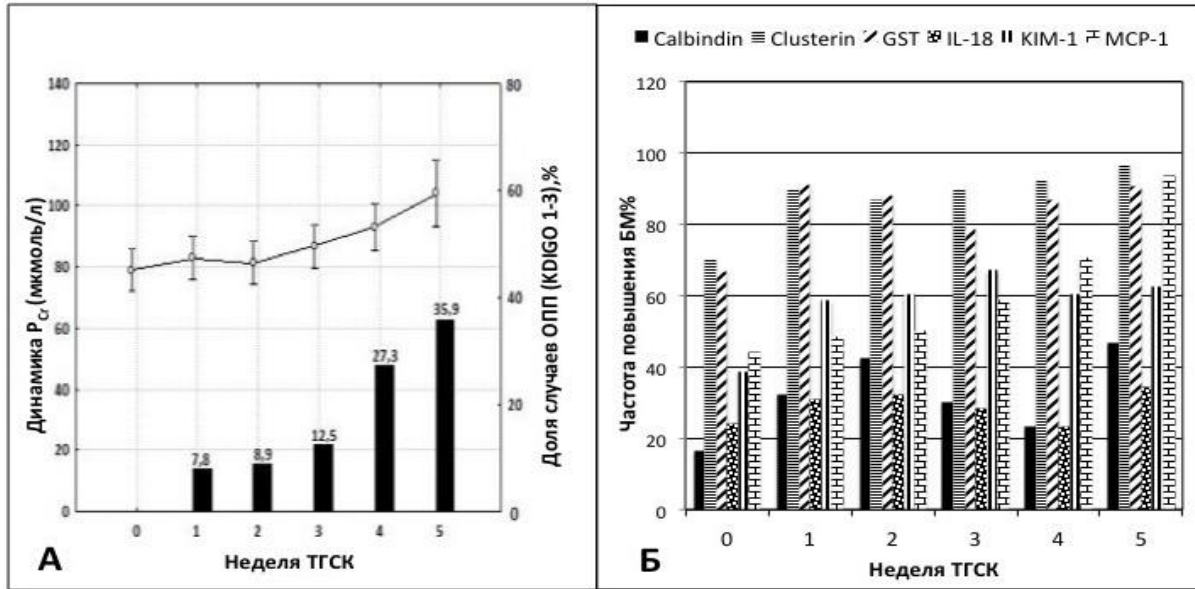 140
120
100
80
60
40
20
0
Динамика P_Cr (мкмоль/л)
80
60
40
20
0
Доля случаев ОПП (KDIGO 1-3),%
7,8
8,9
12,5
27,3
35,9
0 1 2 3 4 5
Неделя ТГСК
А
Calbindin Clusterin GST IL-18 KIM-1 MCP-1
120
100
80
60
40
20
0
Частота повышения БМ%
0 1 2 3 4 5
Неделя ТГСК
Б